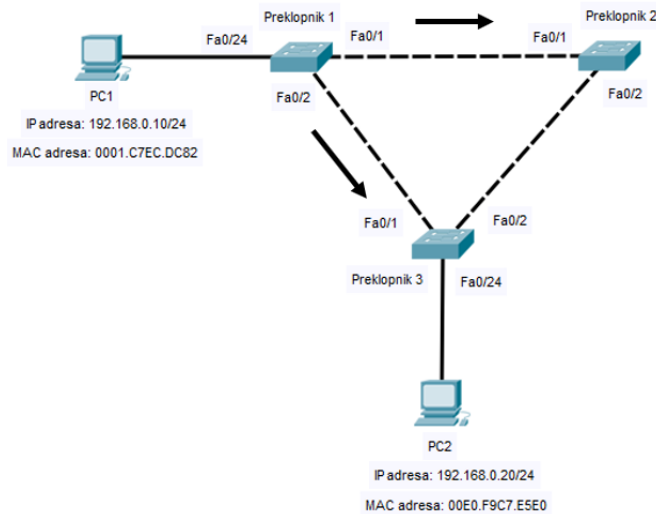 Preklopnik 1
Preklopnik 2
Fa0/24
Fa0/1
Fa0/1
Fa0/2
Fa0/2
PC1
IP adresa: 192.168.0.10/24
MAC adresa: 0001.C7EC.DC82
Fa0/1
Fa0/2
Preklopnik 3
Fa0/24
PC2
IP adresa: 192.168.0.20/24
MAC adresa: 00E0.F9C7.E5E0